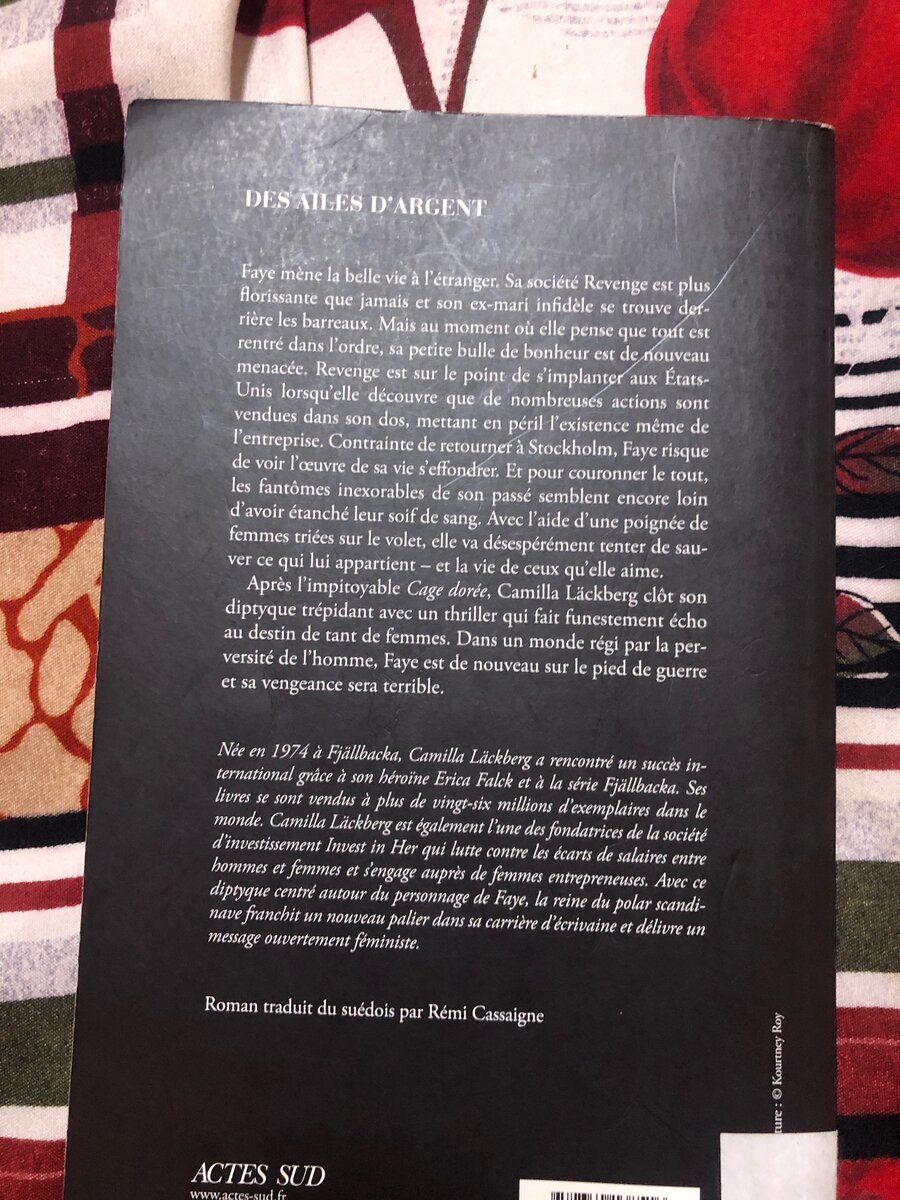 DES AILES D'ARGENT
Faye mène la belle vie à l'étranger. Sa société Revenge est plus
florissante que jamais et son ex-mari infidèle se trouve der-
rière les barreaux. Mais au moment où elle pense que tout est
rentré dans l'ordre, sa petite bulle de bonheur est de nouveau
menacée. Revenge est sur le point de s'implanter aux États-
Unis lorsqu'elle découvre que de nombreuses actions sont
vendues dans son dos, mettant en péril l'existence même de
l'entreprise. Contrainte de retourner à Stockholm, Faye risque
de voir l'œuvre de sa vie s'effondrer. Et pour couronner le tout,
les fantômes inexorables de son passé semblent encore loin
d'avoir étanché leur soif de sang. Avec l'aide d'une poignée de
femmes triées sur le volet, elle va désespérément tenter de sau-
ver ce qui lui appartient – et la vie de ceux qu'elle aime.
Après l'impitoyable Cage dorée, Camilla Läckberg clôt son
diptyque trépidant avec un thriller qui fait funestement écho
au destin de tant de femmes. Dans un monde régi par la per-
versité de l'homme, Faye est de nouveau sur le pied de guerre
et sa vengeance sera terrible.
Née en 1974 à Fjällbacka, Camilla Läckberg a rencontré un succès in-
ternational grâce à son héroïne Erica Falck et à la série Fjällbacka. Ses
livres se sont vendus à plus de vingt-six millions d'exemplaires dans le
monde. Camilla Läckberg est également l'une des fondatrices de la société
d'investissement Invest in Her qui lutte contre les écarts de salaires entre
hommes et femmes et s'engage auprès de femmes entrepreneuses. Avec ce
diptyque centré autour du personnage de Faye, la reine du polar scandi-
nave franchit un nouveau palier dans sa carrière d'écrivaine et délivre un
message ouvertement féministe.
Roman traduit du suédois par Rémi Cassaigne
ture : © Kourtney Roy
ACTES SUD
www.actes-sud.fr